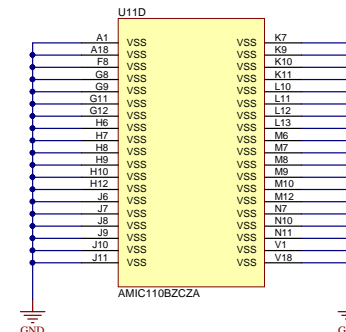 U11D
A1 VSS VSS K7
A18 VSS VSS K9
F8 VSS VSS K10
G8 VSS VSS K11
G9 VSS VSS L10
G11 VSS VSS L11
G12 VSS VSS L12
H6 VSS VSS L13
H7 VSS VSS M6
H8 VSS VSS M7
H9 VSS VSS M8
H10 VSS VSS M9
H12 VSS VSS M10
J6 VSS VSS M12
J7 VSS VSS N7
J8 VSS VSS N10
J9 VSS VSS N11
J10 VSS VSS V1
J11 VSS VSS V18
AMIC110BZCZA
GND